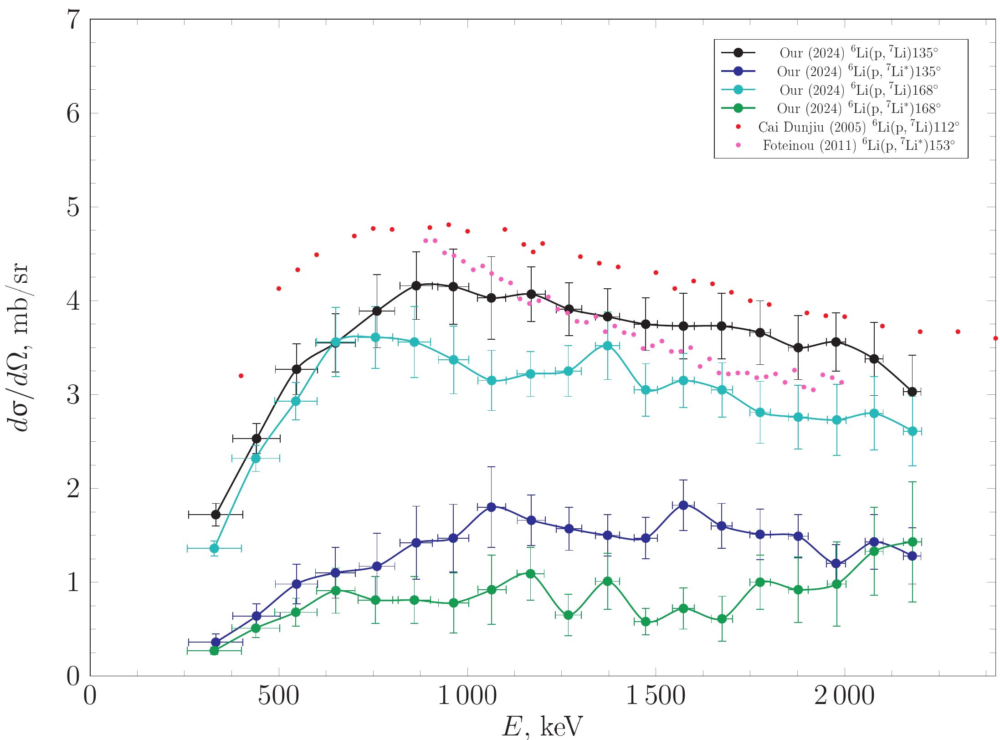 7
6
5
4
3
2
1
0
dσ/dΩ, mb/sr
Our (2024) ⁶Li(p, ⁷Li)135°
Our (2024) ⁶Li(p, ⁷Li*)135°
Our (2024) ⁶Li(p, ⁷Li)168°
Our (2024) ⁶Li(p, ⁷Li*)168°
Cai Dunjiu (2005) ⁶Li(p, ⁷Li)112°
Foteinou (2011) ⁶Li(p, ⁷Li*)153°
0 500 1 000 1 500 2 000
E, keV